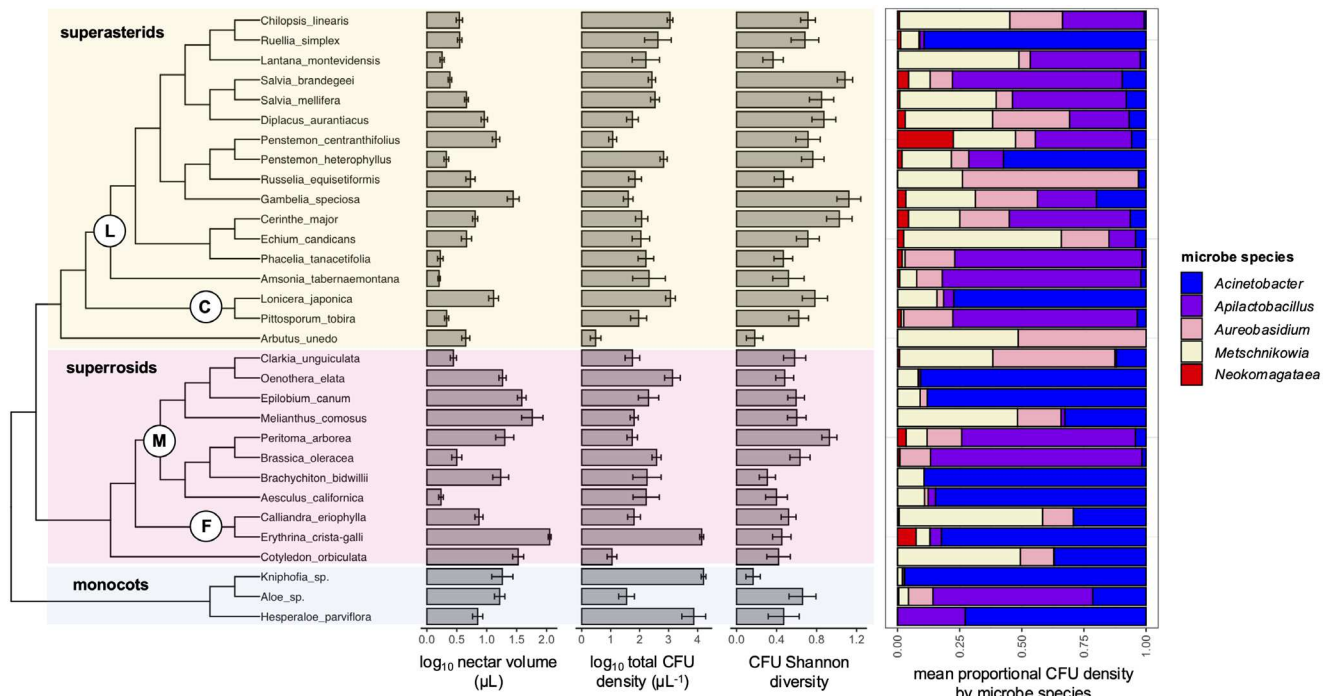 superasterids
Chilopsis_linearis
Ruellia_simplex
Lantana_montevidensis
Salvia_brandegeei
Salvia_mellifera
Diplacus_aurantiacus
Penstemon_centranthifolius
Penstemon_heterophyllus
Russelia_equisetiformis
Gambelia_speciosa
L
Cerinthe_major
Echium_candicans
Phacelia_tanacetifolia
Amsonia_tabernaemontana
C
Lonicera_japonica
Pittosporum_tobira
Arbutus_unedo
superrosids
Clarkia_unguiculata
Oenothera_elata
Epilobium_canum
Melianthus_comosus
M
Peritoma_arborea
Brassica_oleracea
Brachychiton_bidwillii
Aesculus_californica
F
Calliandra_eriophylla
Erythrina_crista-galli
Cotyledon_orbiculata
monocots
Kniphofia_sp.
Aloe_sp.
Hesperaloe_parviflora
0.0 0.5 1.0 1.5 2.0
log10 nectar volume
(µL)
0 1 2 3 4
log10 total CFU
density (µL-1)
0.0 0.4 0.8 1.2
CFU Shannon
diversity
0.00 0.25 0.50 0.75 1.00
mean proportional CFU density
by microbe species
microbe species
Acinetobacter
Apilactobacillus
Aureobasidium
Metschnikowia
Neokomagataea